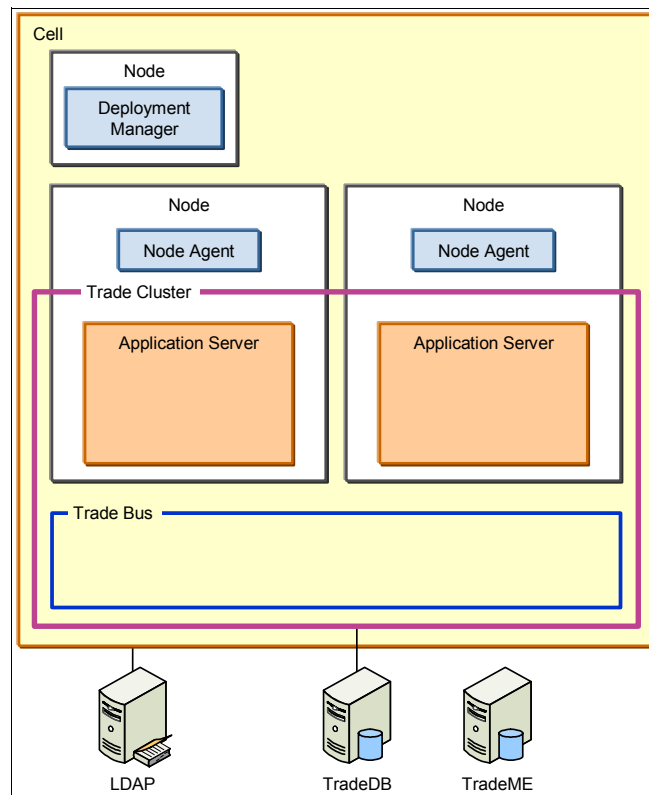 Cell
Node
Deployment
Manager
Node
Node
Node Agent
Node Agent
Trade Cluster
Application Server
Application Server
Trade Bus
LDAP
TradeDB
TradeME